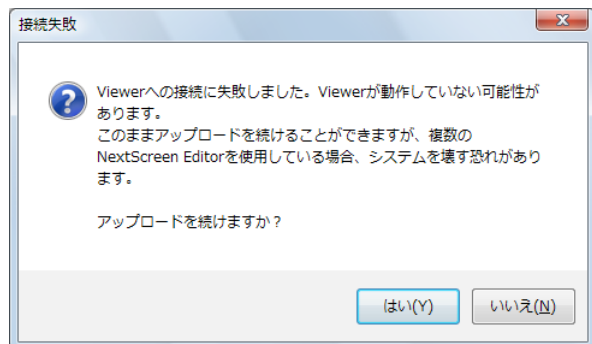 接続失敗
Viewerへの接続に失敗しました。Viewerが動作していない可能性が
あります。
このままアップロードを続けることができますが、複数の
NextScreen Editorを使用している場合、システムを壊す恐れがあり
ます。
アップロードを続けますか？
はい(Y)
いいえ(N)